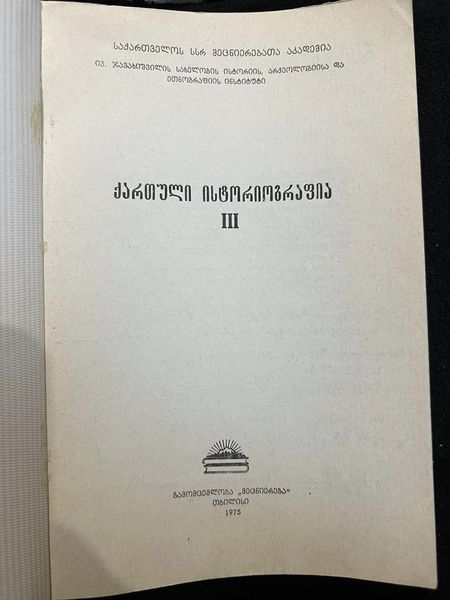 საქართველოს სსრ მეცნიერებათა აკადემია
ივ. ჯავახიშვილის სახელობის ისტორიის, არქეოლოგიისა და
ეთნოგრაფიის ინსტიტუტი
ქართული ისტორიოგრაფია
III
გამომცემლობა „მეცნიერება“
თბილისი
1975